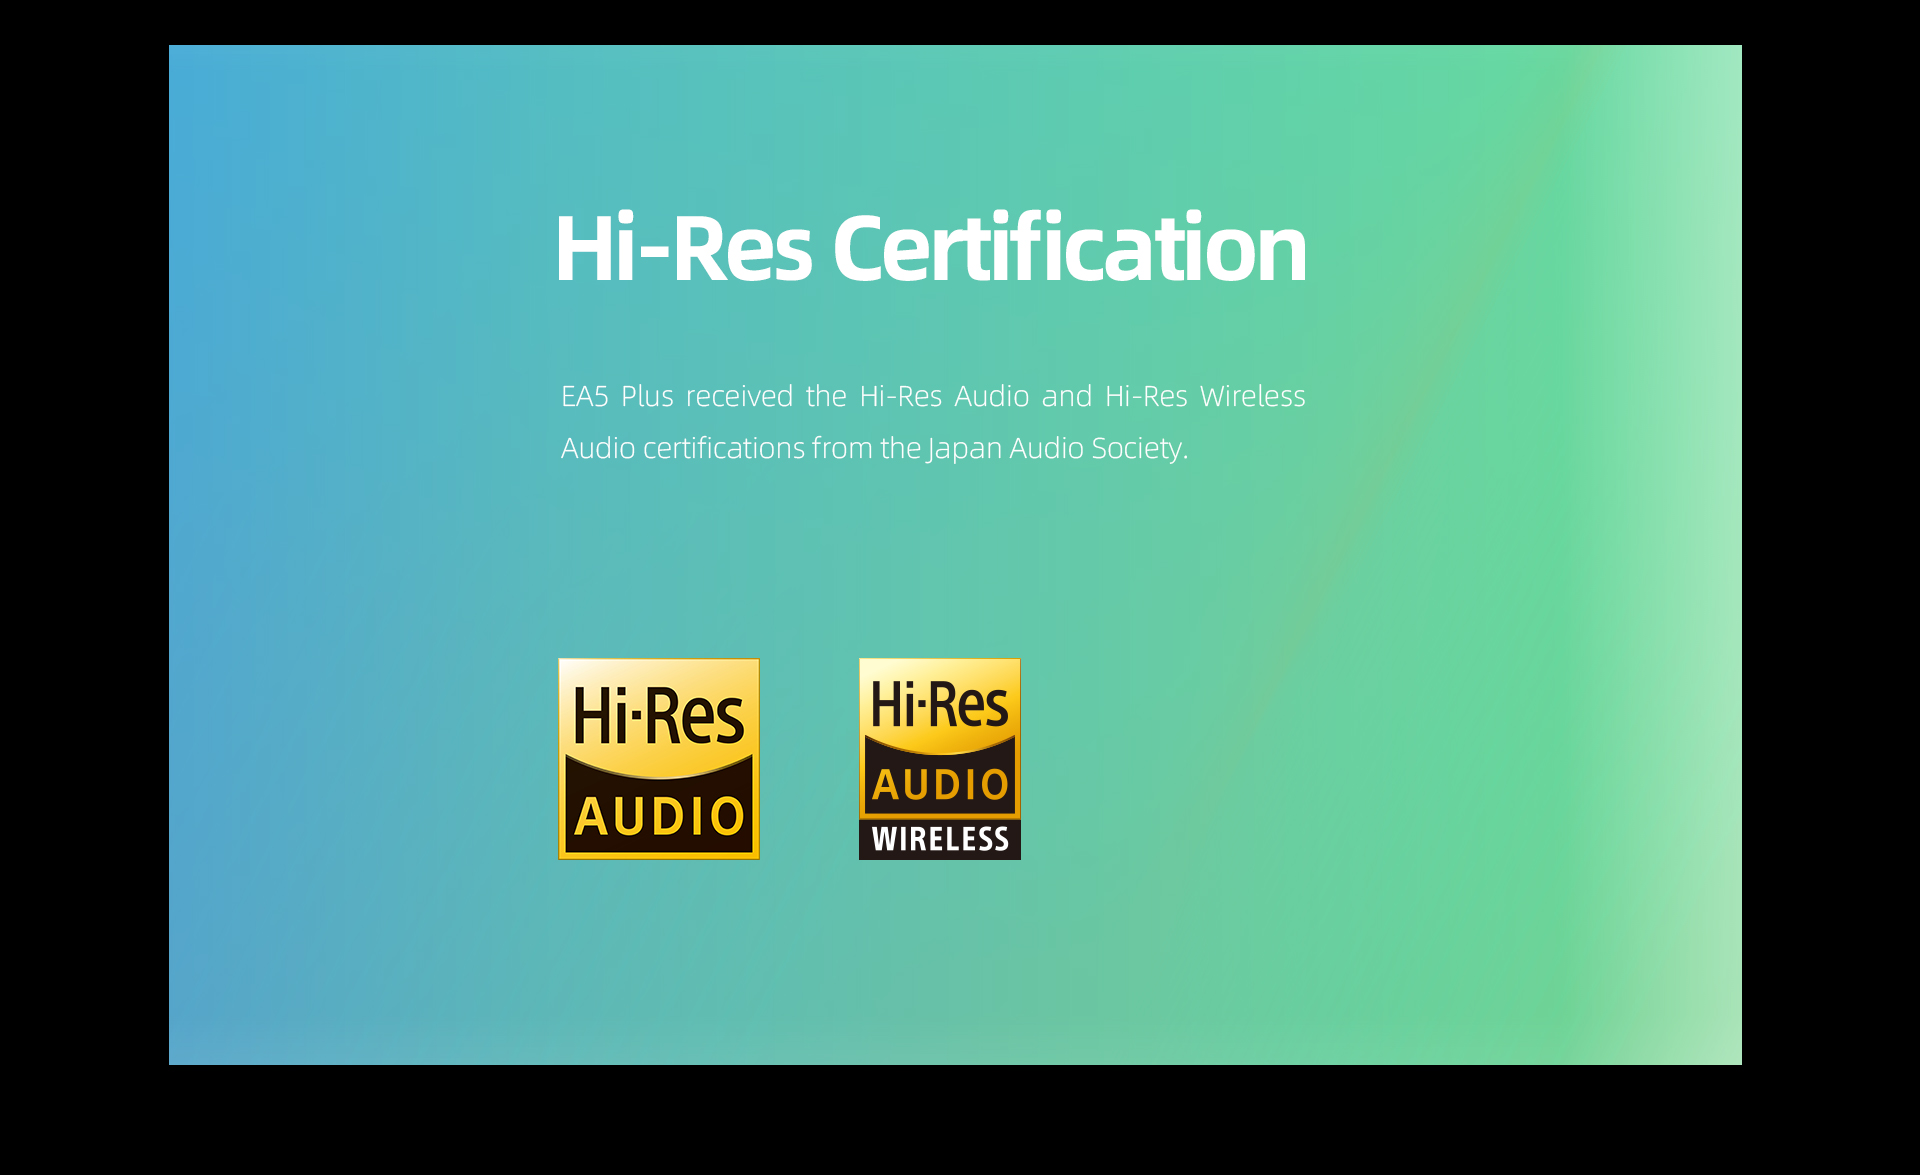 Hi-Res Certification
EA5 Plus received the Hi-Res Audio and Hi-Res Wireless
Audio certifications from the Japan Audio Society.
Hi-Res
AUDIO
Hi-Res
AUDIO
WIRELESS